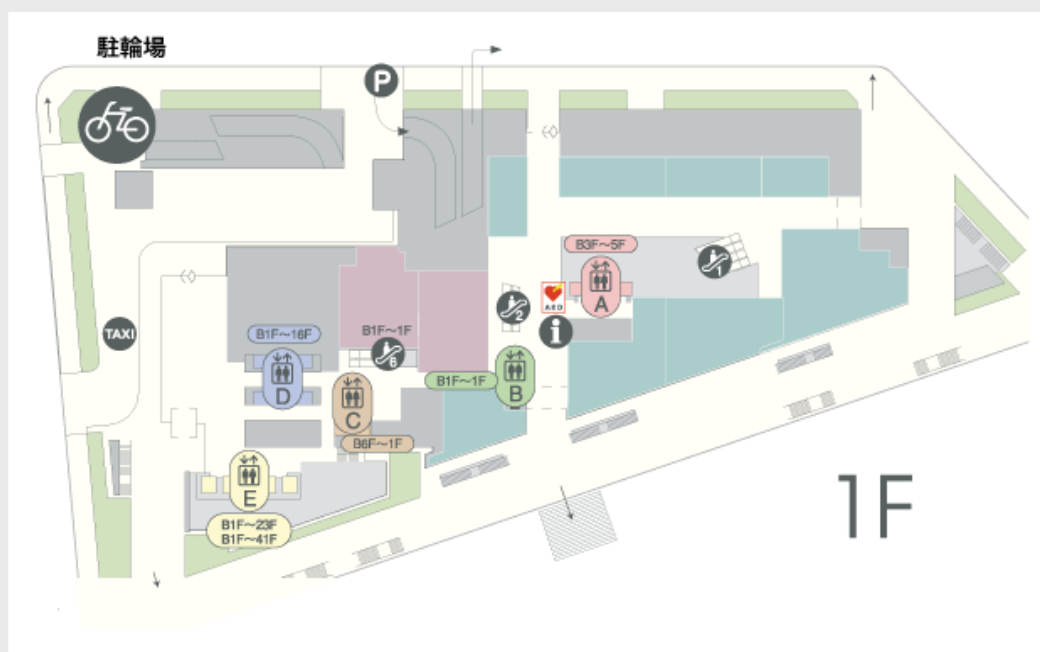 駐輪場
P
B3F～5F
A
1
AED
2
i
TAXI
B1F～16F
D
B1F～1F
6
B1F～1F
B
C
B6F～1F
E
B1F～23F
B1F～41F
1F